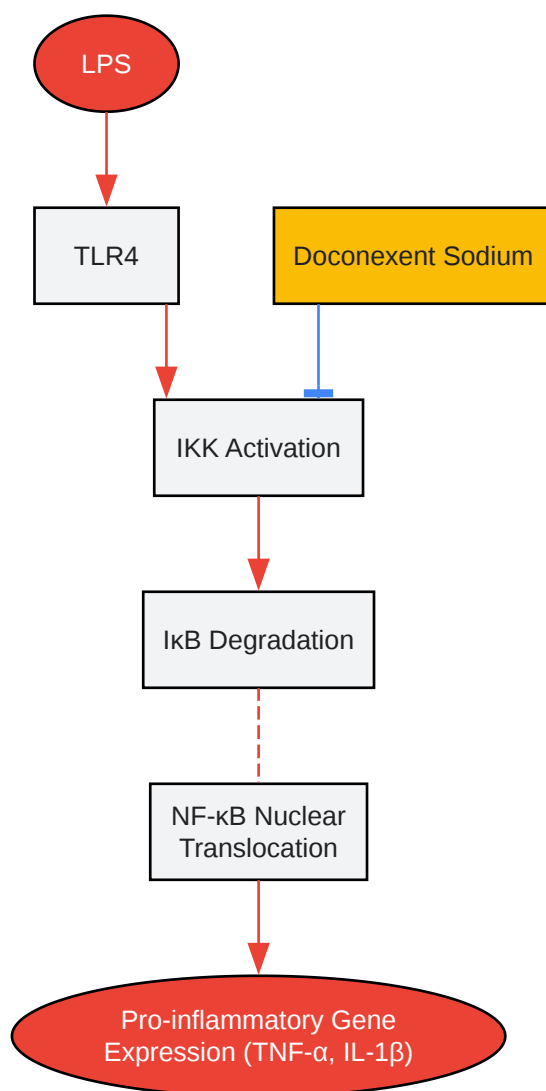 LPS
TLR4
Doconexent Sodium
IKK Activation
IκB Degradation
NF-κB Nuclear
Translocation
Pro-inflammatory Gene
Expression (TNF-α, IL-1β)